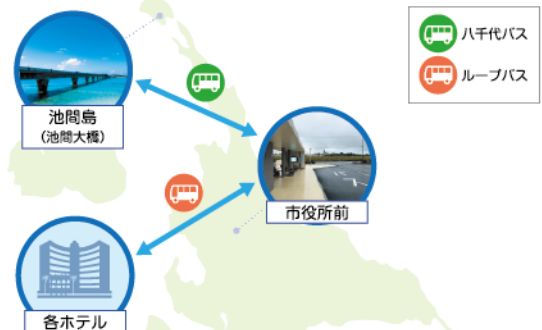 八千代バス
ループバス
池間島
(池間大橋)
市役所前
各ホテル